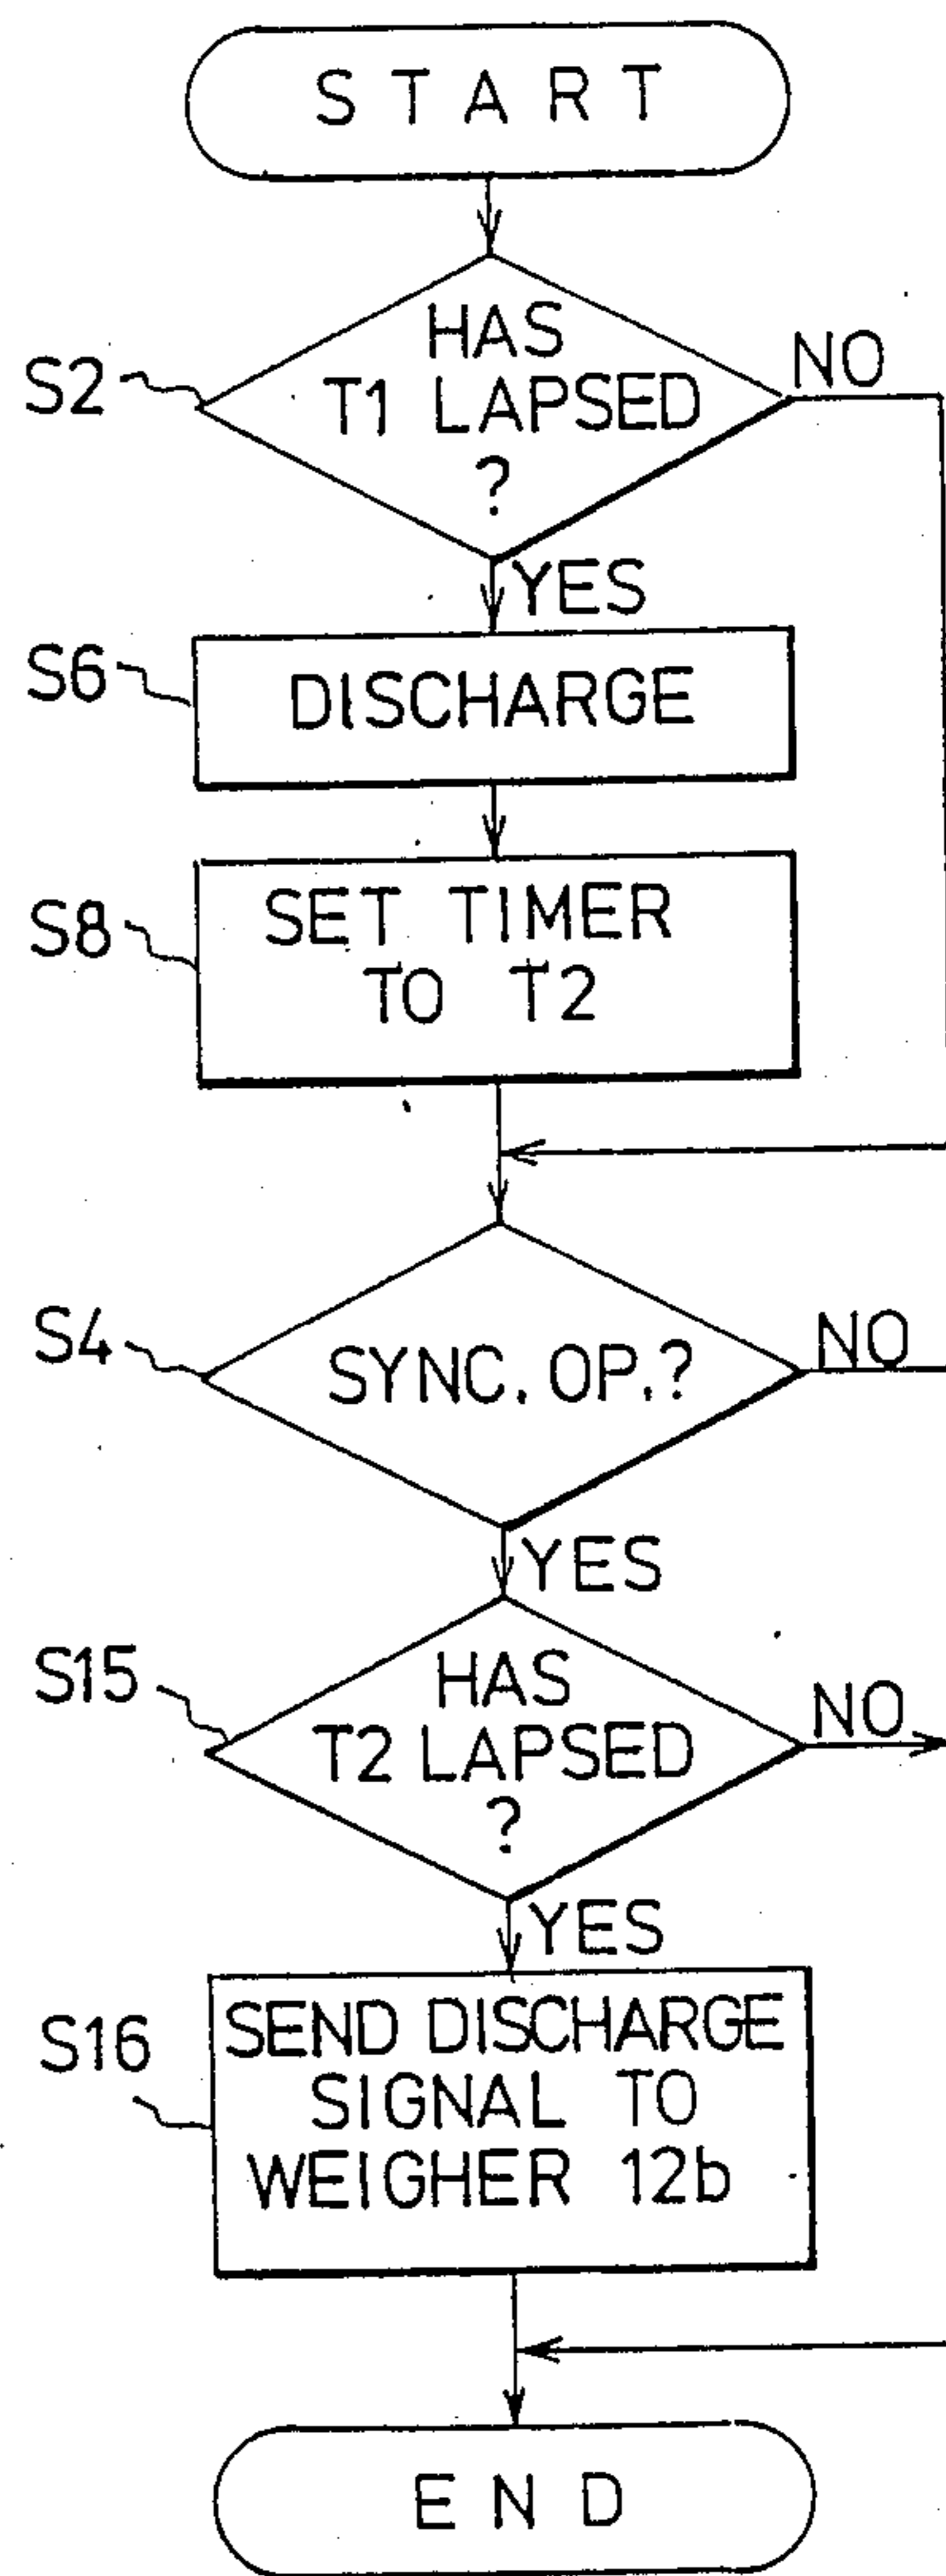 START
HAS
S2
T1 LAPSED
NO
?
YES
S6
DISCHARGE
S8
SET TIMER
TO T2
S4
SYNC. OP.?
NO
YES
S15
HAS
T2 LAPSED
NO
?
YES
S16
SEND DISCHARGE
SIGNAL TO
WEIGHER 12b
END